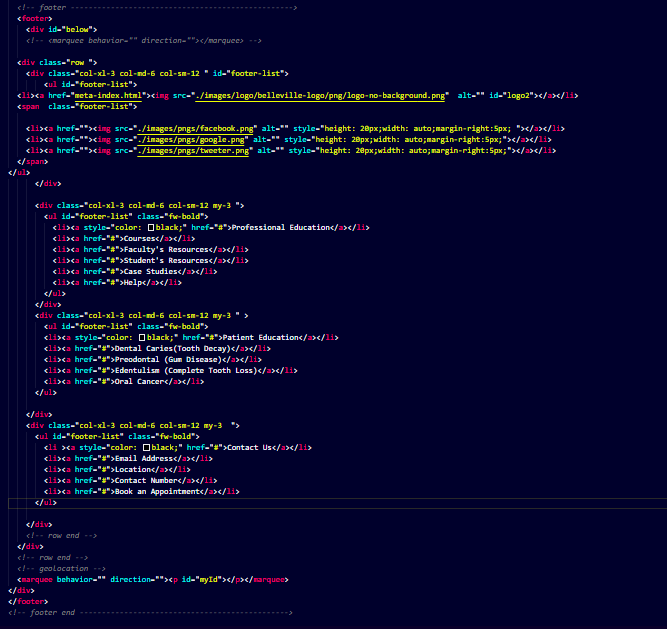 <!-- footer -------------------------------------------------->
<footer>
<div id="below">
<!-- <marquee behavior="" direction=""></marquee> -->
<div class="row ">
<div class="col-xl-3 col-md-6 col-sm-12 " id="footer-list">
<ul id="footer-list">
<li><a href="meta-index.html"><img src="./images/logo/belleville-logo/png/logo-no-background.png"  alt="" id="logo2"></a></li>
<span  class="footer-list">
<li><a href=""><img src="./images/pngs/facebook.png" alt="" style="height: 20px;width: auto;margin-right:5px; "></a></li>
<li><a href=""><img src="./images/pngs/google.png" alt="" style="height: 20px;width: auto;margin-right:5px;"></a></li>
<li><a href=""><img src="./images/pngs/tweeter.png" alt="" style="height: 20px;width: auto;margin-right:5px;"></a></li>
</span>
</ul>
</div>
<div class="col-xl-3 col-md-6 col-sm-12 my-3 ">
<ul id="footer-list" class="fw-bold">
<li><a style="color: black;" href="#">Professional Education</a></li>
<li><a href="#">Courses</a></li>
<li><a href="#">Faculty's Resources</a></li>
<li><a href="#">Student's Resources</a></li>
<li><a href="#">Case Studies</a></li>
<li><a href="#">Help</a></li>
</ul>
</div>
<div class="col-xl-3 col-md-6 col-sm-12 my-3 " >
<ul id="footer-list" class="fw-bold">
<li><a style="color: black;" href="#">Patient Education</a></li>
<li><a href="#">Dental Caries(Tooth Decay)</a></li>
<li><a href="#">Preodontal (Gum Disease)</a></li>
<li><a href="#">Edentulism (Complete Tooth Loss)</a></li>
<li><a href="#">Oral Cancer</a></li>
</ul>
</div>
<div class="col-xl-3 col-md-6 col-sm-12 my-3  ">
<ul id="footer-list" class="fw-bold">
<li ><a style="color: black;" href="#">Contact Us</a></li>
<li><a href="#">Email Address</a></li>
<li><a href="#">Location</a></li>
<li><a href="#">Contact Number</a></li>
<li><a href="#">Book an Appointment</a></li>
</ul>
</div>
<!-- row end -->
</div>
<!-- row end -->
<!-- geolocation -->
<marquee behavior="" direction=""><p id="myId"></p></marquee>
</div>
</footer>
<!-- footer end ----------------------------------------------->